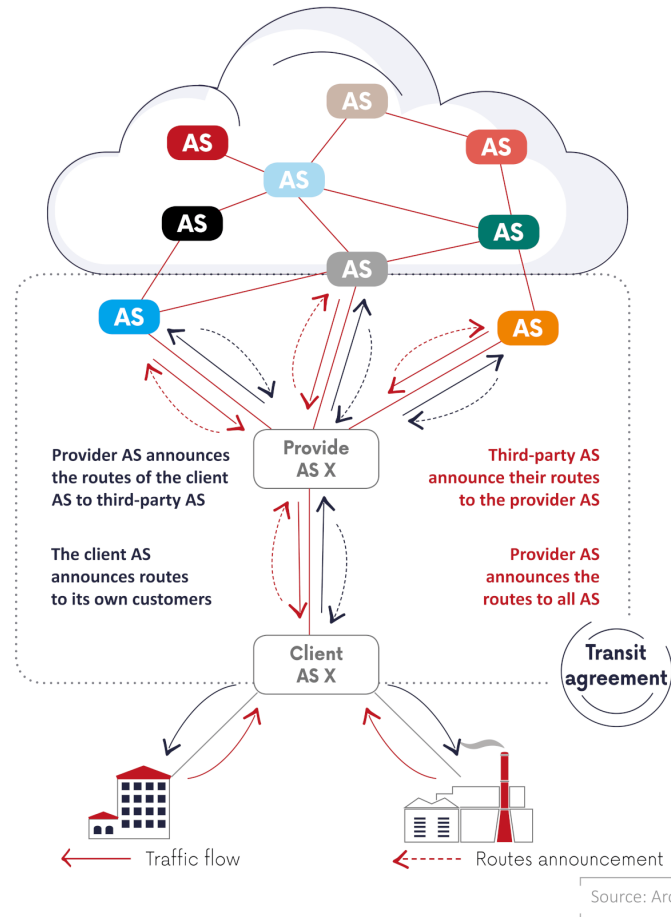 AS
AS
AS
AS
AS
AS
AS
AS
AS
Provide
AS X
Provider AS announces
the routes of the client
AS to third-party AS
Third-party AS
announce their routes
to the provider AS
The client AS
announces routes
to its own customers
Provider AS
announces the
routes to all AS
Client
AS X
Transit
agreement
Traffic flow
Routes announcement
Source: